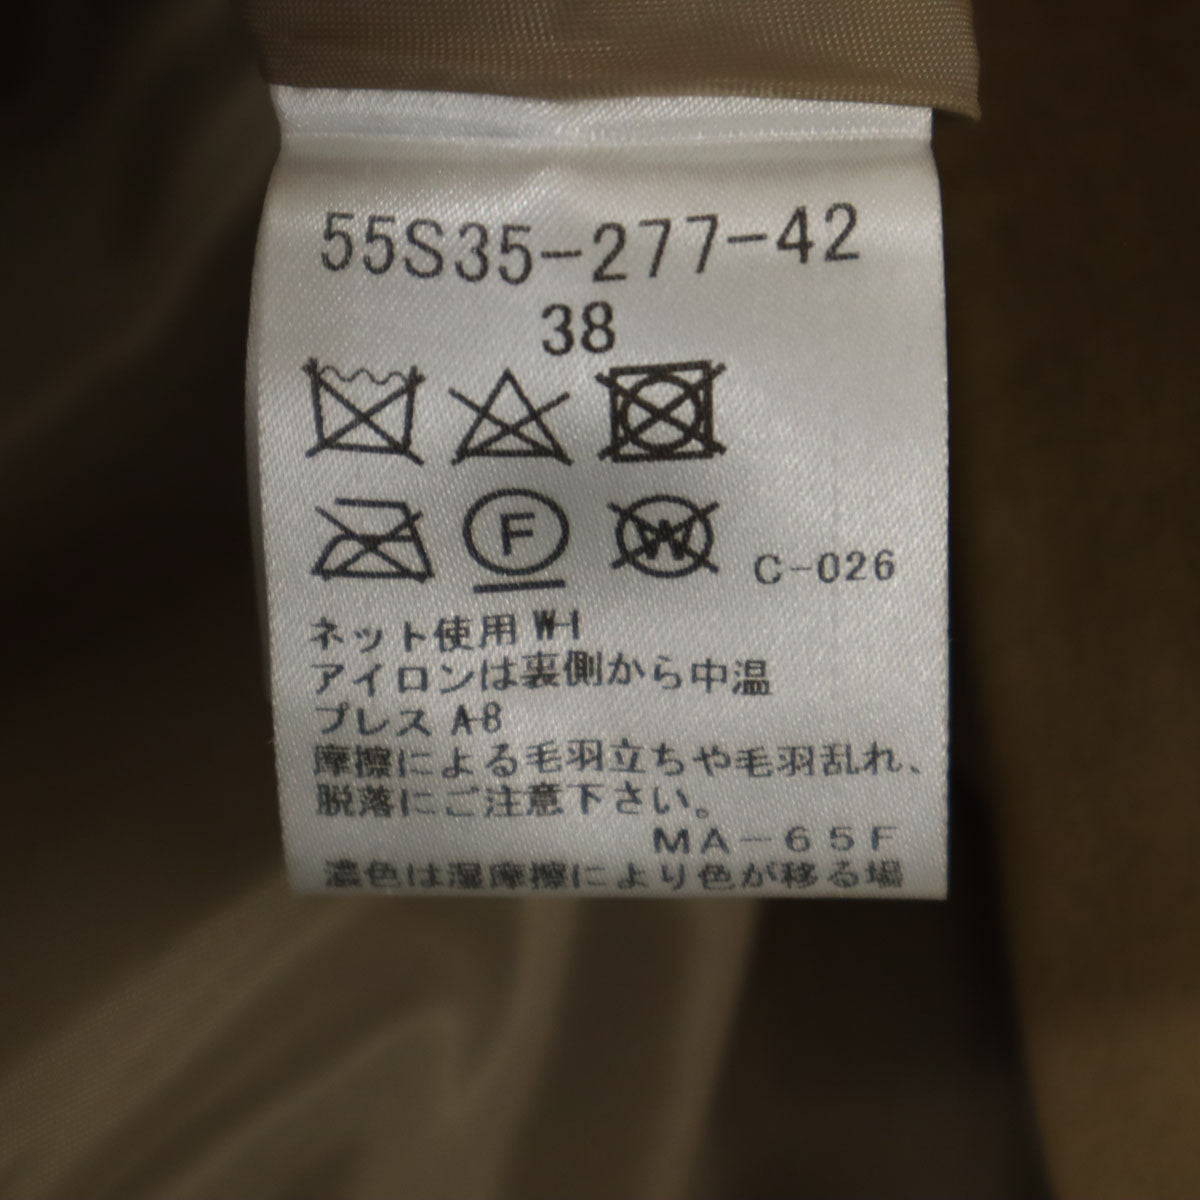 55S35-277-42
38
F
W
C-026
ネット使用 W-1
アイロンは裏側から中温
プレス A-8
摩擦による毛羽立ちや毛羽乱れ、
脱落にご注意下さい。
MA-65F
濃色は湿摩擦により色が移る場